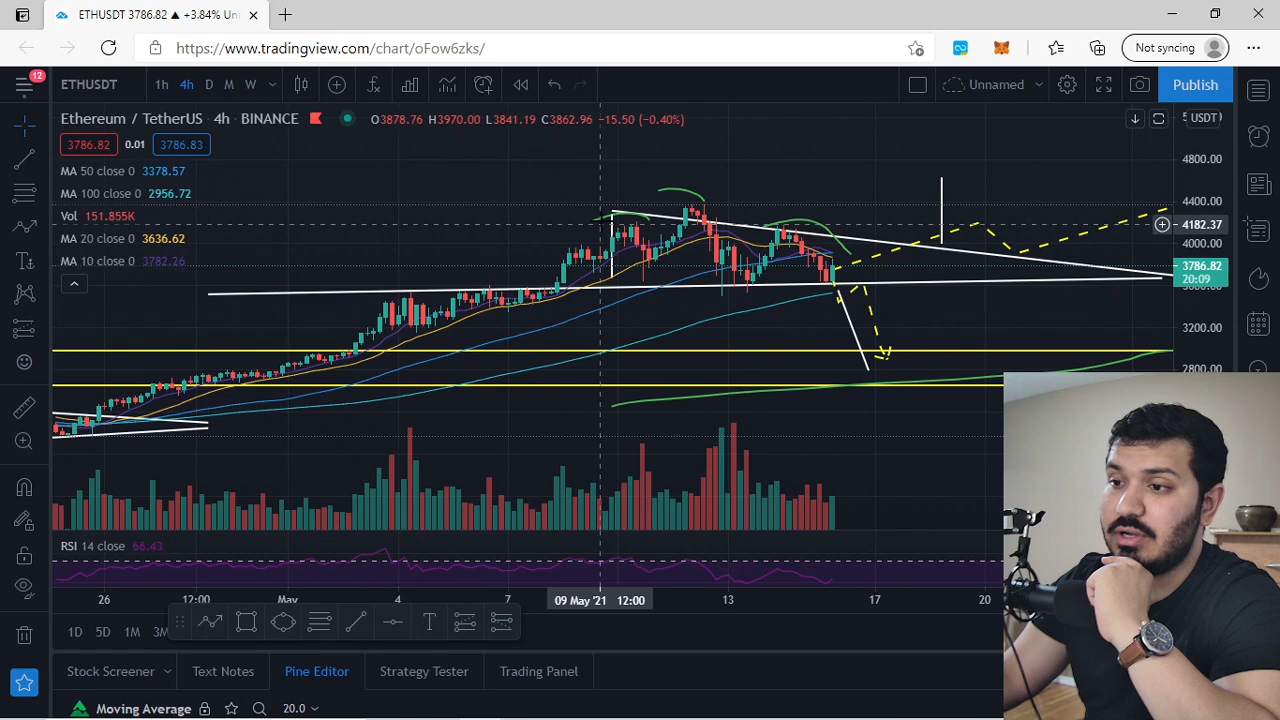 ETHUSDT 3786.82 ▲ +3.84% Un
https://www.tradingview.com/chart/oFow6zks/
Not syncing
12
ETHUSDT
1h 4h D M W
Unnamed
Publish
Ethereum / TetherUS · 4h · BINANCE
O3878.76 H3970.00 L3841.19 C3862.96 −15.50 (−0.40%)
USDT
3786.82 0.01 3786.83
MA 50 close 0 3378.57
MA 100 close 0 2956.72
Vol 151.855K
MA 20 close 0 3636.62
MA 10 close 0 3782.26
4800.00
4400.00
4182.37
4000.00
3786.82
20:09
3200.00
2800.00
RSI 14 close 66.43
26 12:00 May 4 7 09 May '21 12:00 13 17 20
1D 5D 1M 3M
Stock Screener Text Notes Pine Editor Strategy Tester Trading Panel
Moving Average 20.0